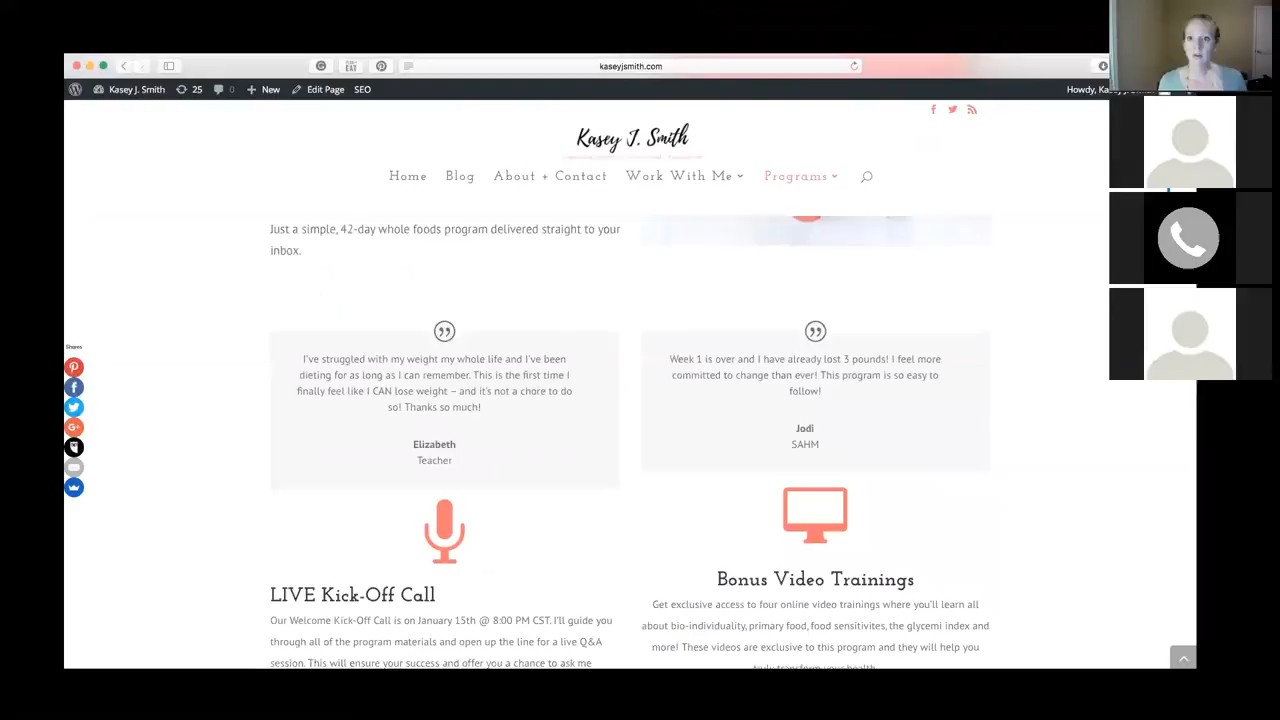 kaseyjsmith.com
Kasey J. Smith 25 0 New Edit Page SEO
Howdy,
Kasey J. Smith
Home Blog About + Contact Work With Me Programs
Just a simple, 42-day whole foods program delivered straight to your
inbox.
Shares
I've struggled with my weight my whole life and I've been
dieting for as long as I can remember. This is the first time I
finally feel like I CAN lose weight – and it's not a chore to do
so! Thanks so much!
Elizabeth
Teacher
Week 1 is over and I have already lost 3 pounds! I feel more
committed to change than ever! This program is so easy to
follow!
Jodi
SAHM
LIVE Kick-Off Call
Our Welcome Kick-Off Call is on January 15th @ 8:00 PM CST. I'll guide you
through all of the program materials and open up the line for a live Q&A
session. This will ensure your success and offer you a chance to ask me
Bonus Video Trainings
Get exclusive access to four online video trainings where you'll learn all
about bio-individuality, primary food, food sensitivites, the glycemi index and
more! These videos are exclusive to this program and they will help you
truly transform your health.